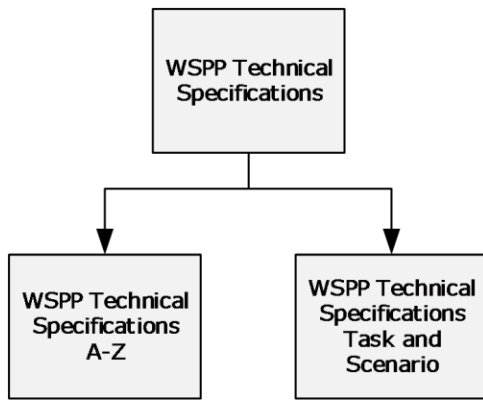 WSPP Technical
Specifications
WSPP Technical
Specifications
A-Z
WSPP Technical
Specifications
Task and
Scenario